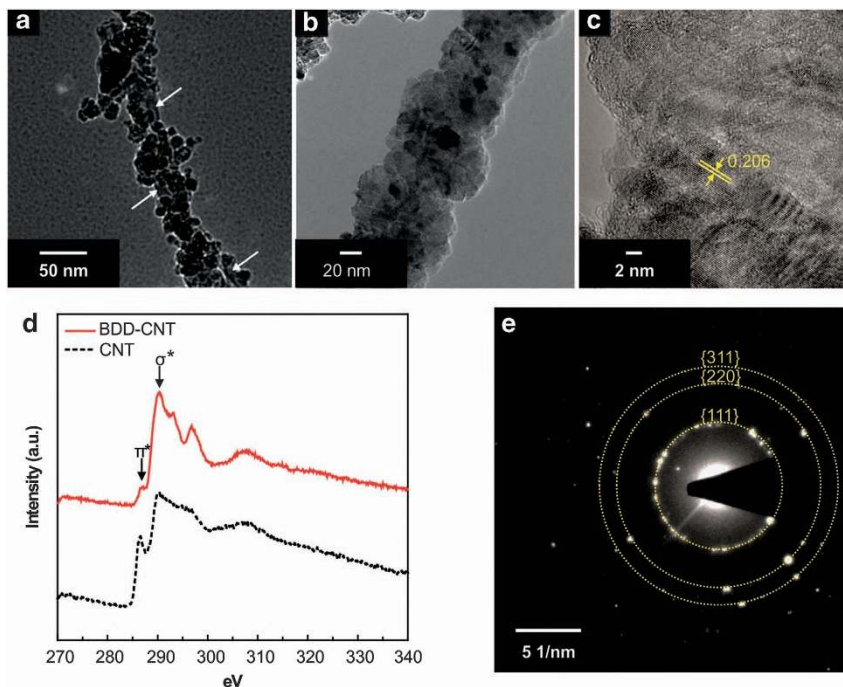 a
50 nm
b
20 nm
c
0.206
2 nm
d
BDD-CNT
CNT
σ*
π*
Intensity (a.u.)
270 280 290 300 310 320 330 340
eV
e
{311}
{220}
{111}
5 1/nm